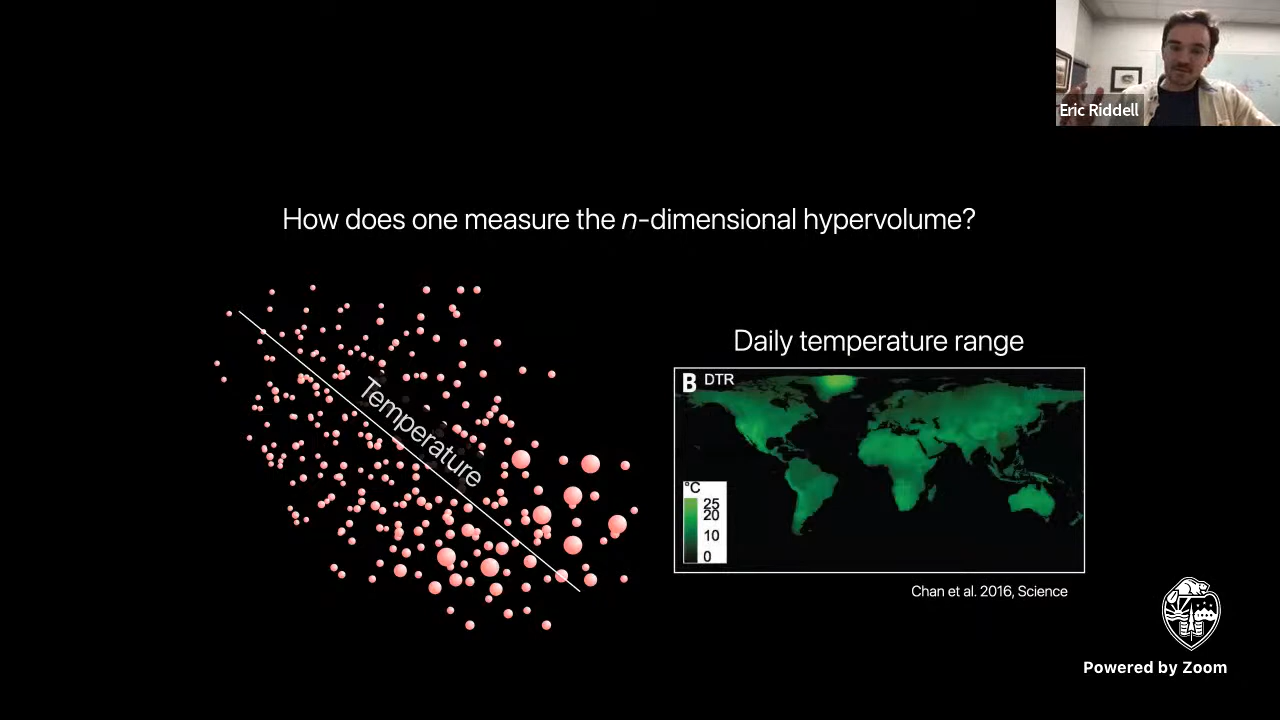 Eric Riddell
How does one measure the n-dimensional hypervolume?
Temperature
Daily temperature range
B DTR
°C
25
20
10
0
Chan et al. 2016, Science
Powered by Zoom